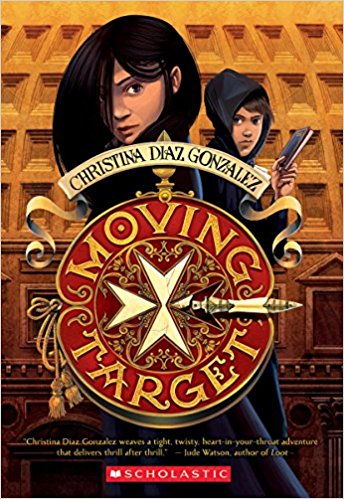 CHRISTINA DIAZ GONZALEZ
MOVING
TARGET
"Christina Diaz Gonzalez weaves a tight, twisty, heart-in-your-throat adventure
that delivers thrill after thrill." — Jude Watson, author of Loot
SCHOLASTIC